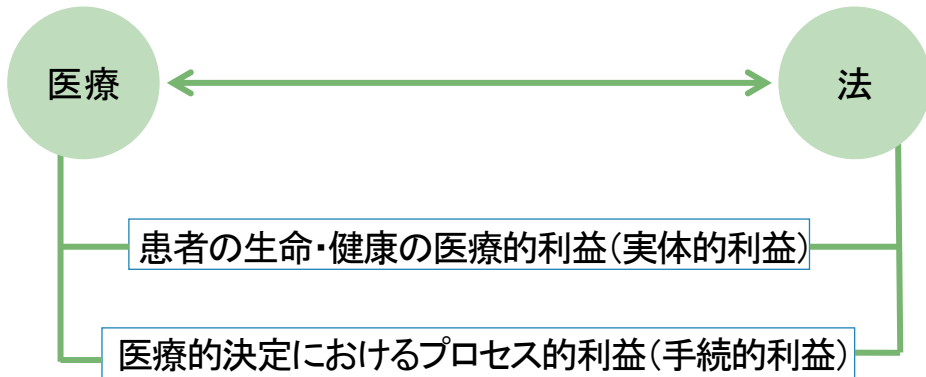 医療
法
患者の生命・健康の医療的利益(実体的利益)
医療的決定におけるプロセス的利益(手続的利益)